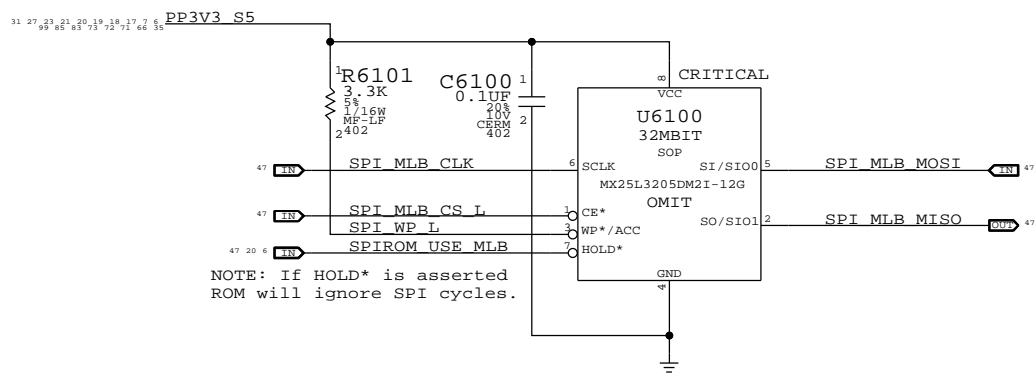 31 27 23 21 20 19 18 17 7 6
99 85 83 73 72 71 66 35
PP3V3 S5
1
R6101
3.3K
5%
1/16W
MF-LF
402
2
C6100
1
0.1UF
20%
10V
CERM
402
2
8
CRITICAL
VCC
U6100
32MBIT
SOP
MX25L3205DM2I-12G
OMIT
47 IN SPI_MLB_CLK 6 SCLK
SI/SIO0 5 SPI_MLB_MOSI IN 47
47 IN SPI_MLB_CS_L 1 CE*
SPI_WP_L 3 WP*/ACC
SO/SIO1 2 SPI_MLB_MISO OUT 47
47 20 6 IN SPIROM_USE_MLB 7 HOLD*
GND
4
NOTE: If HOLD* is asserted
ROM will ignore SPI cycles.